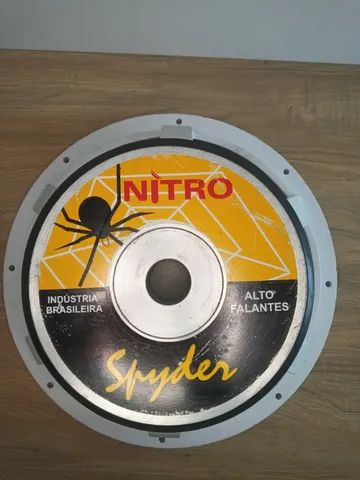 NITRO
INDÚSTRIA
BRASILEIRA
ALTO
FALANTES
Spyder